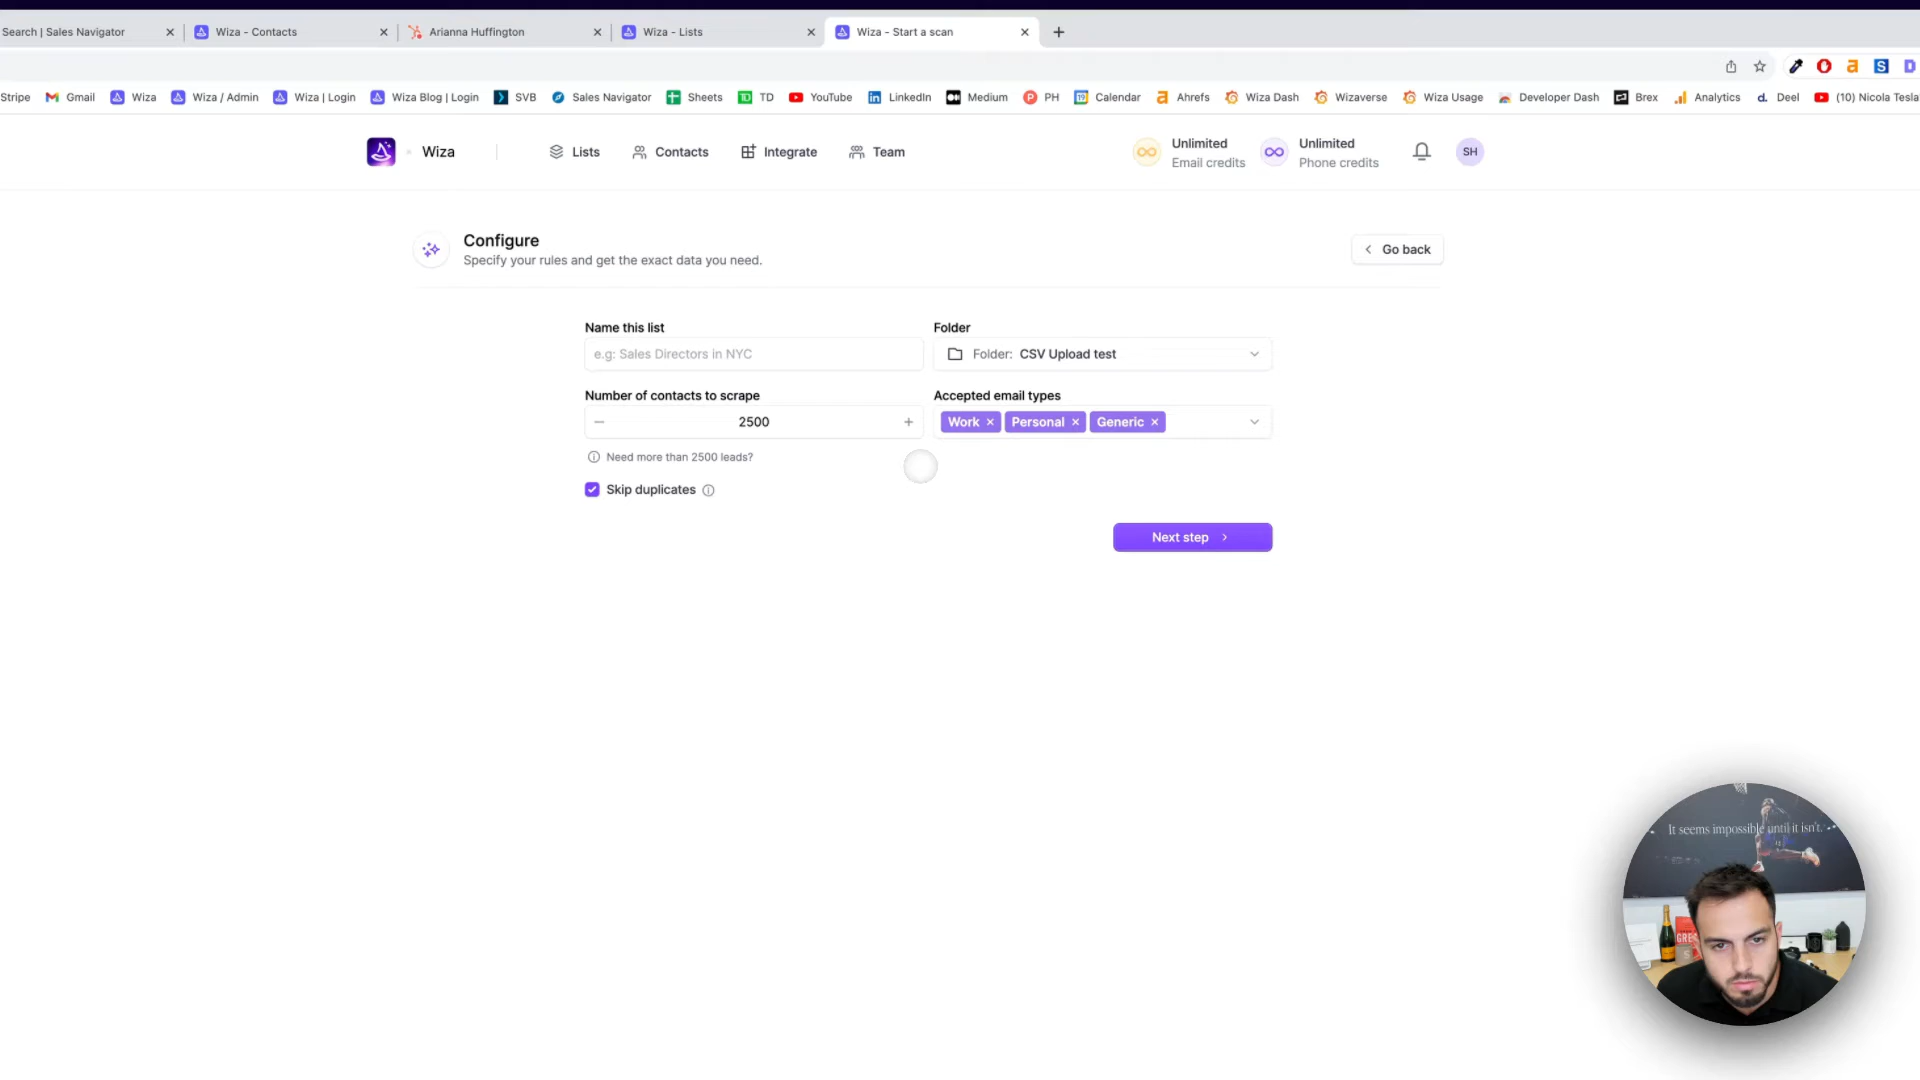 Search | Sales Navigator
Wiza - Contacts
Arianna Huffington
Wiza - Lists
Wiza - Start a scan
Stripe
Gmail
Wiza
Wiza / Admin
Wiza | Login
Wiza Blog | Login
SVB
Sales Navigator
Sheets
TD
YouTube
LinkedIn
Medium
PH
Calendar
Ahrefs
Wiza Dash
Wizaverse
Wiza Usage
Developer Dash
Brex
Analytics
d. Deel
(10) Nicola Tesla
Wiza
Lists
Contacts
Integrate
Team
Unlimited
Email credits
Unlimited
Phone credits
SH
Configure
Specify your rules and get the exact data you need.
Go back
Name this list
e.g: Sales Directors in NYC
Folder
Folder: CSV Upload test
Number of contacts to scrape
2500
Accepted email types
Work
Personal
Generic
Need more than 2500 leads?
Skip duplicates
Next step
It seems impossible until it isn't.